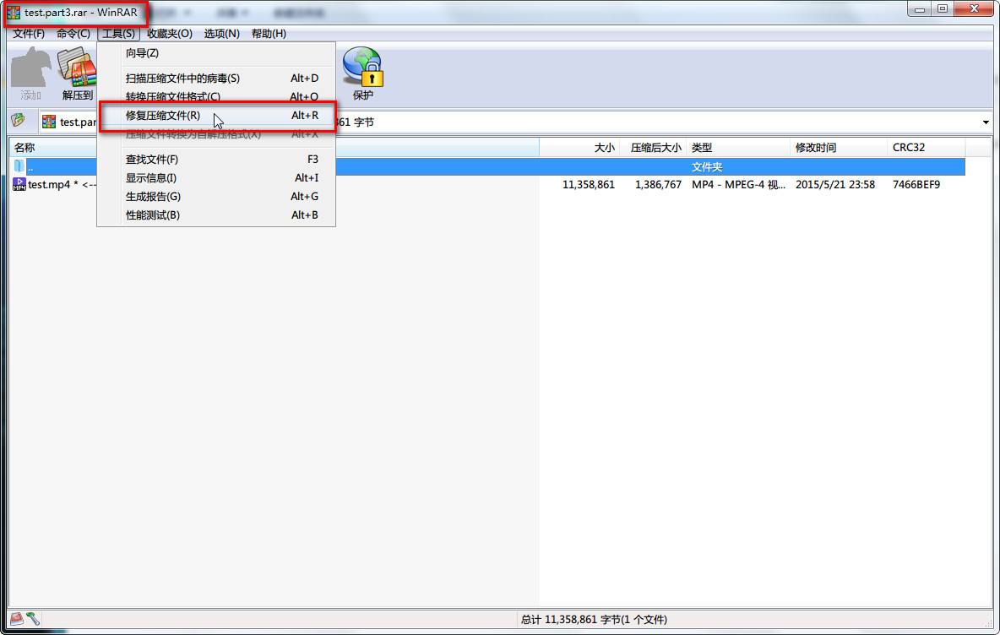 test.part3.rar - WinRAR
文件(F) 命令(C) 工具(S) 收藏夹(O) 选项(N) 帮助(H)
添加 解压到 保护
向导(Z)
扫描压缩文件中的病毒(S) Alt+D
转换压缩文件格式(C) Alt+Q
修复压缩文件(R) Alt+R
压缩文件转换为自解压格式(X) Alt+X
查找文件(F) F3
显示信息(I) Alt+I
生成报告(G) Alt+G
性能测试(B) Alt+B
test.par 861 字节
名称 大小 压缩后大小 类型 修改时间 CRC32
.. 文件夹
test.mp4 * <-- 11,358,861 1,386,767 MP4 - MPEG-4 视... 2015/5/21 23:58 7466BEF9
总计 11,358,861 字节(1 个文件)